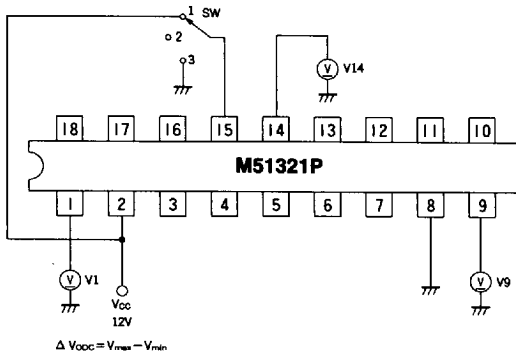 1 SW
2
3
V V14
18 17 16 15 14 13 12 11 10
M51321P
1 2 3 4 5 6 7 8 9
V V1
V V9
VCC
12V
Δ VODC = Vmax − Vmin